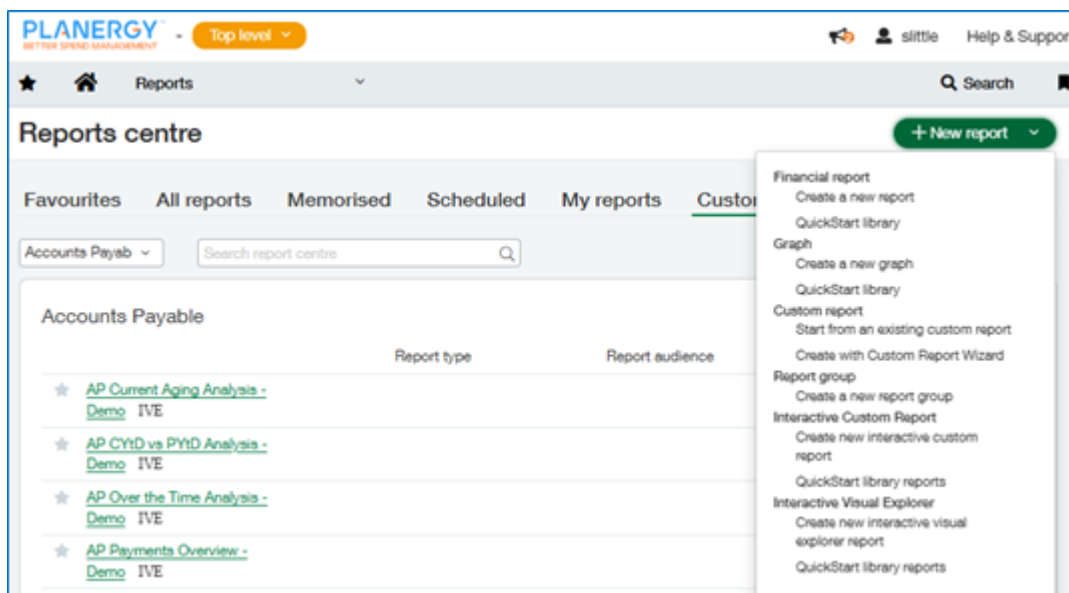 PLANERGY
BETTER SPEND MANAGEMENT
- Top level
slittle
Help & Suppor
Reports
Search
Reports centre
+ New report
Favourites
All reports
Memorised
Scheduled
My reports
Custo
Accounts Payab
Search report centre
Accounts Payable
Report type
Report audience
AP Current Aging Analysis -
Demo IVE
AP CYtD vs PYtD Analysis -
Demo IVE
AP Over the Time Analysis -
Demo IVE
AP Payments Overview -
Demo IVE
Financial report
Create a new report
QuickStart library
Graph
Create a new graph
QuickStart library
Custom report
Start from an existing custom report
Create with Custom Report Wizard
Report group
Create a new report group
Interactive Custom Report
Create new interactive custom
report
QuickStart library reports
Interactive Visual Explorer
Create new interactive visual
explorer report
QuickStart library reports